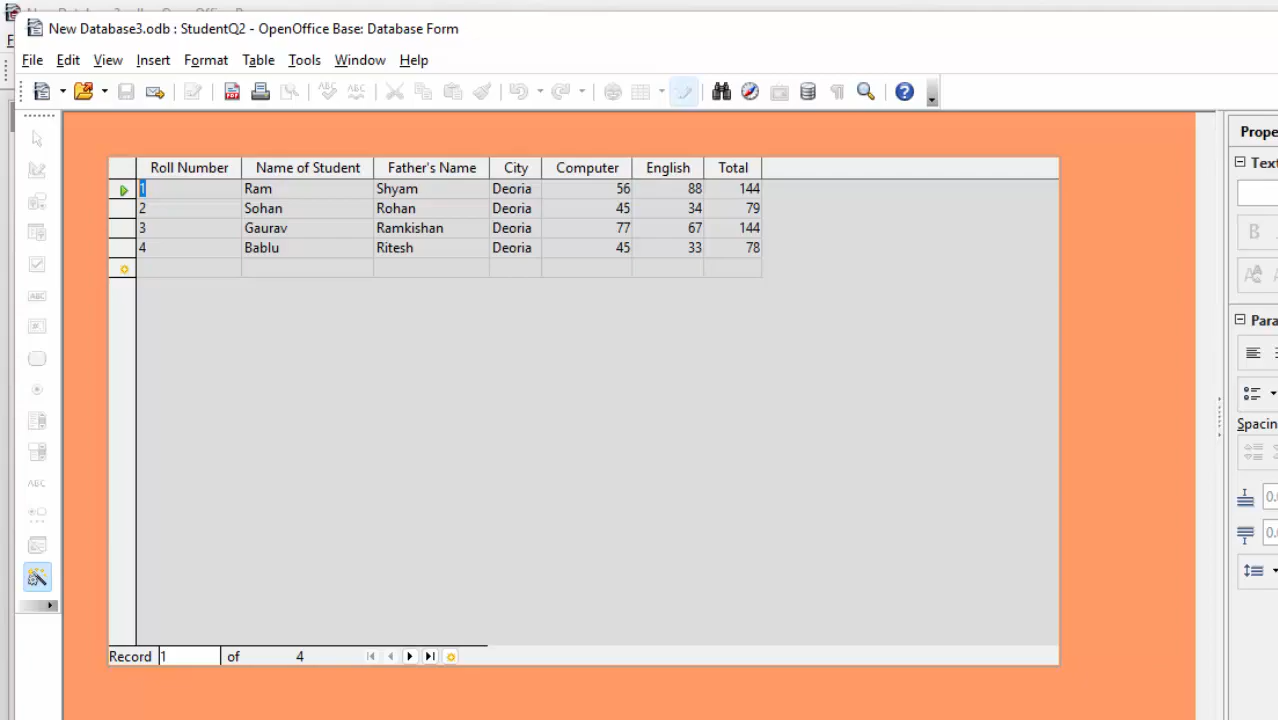 New Database3.odb : StudentQ2 - OpenOffice Base: Database Form
File Edit View Insert Format Table Tools Window Help
Prope
Text
Roll Number Name of Student Father's Name City Computer English Total
1 Ram Shyam Deoria 56 88 144
2 Sohan Rohan Deoria 45 34 79
3 Gaurav Ramkishan Deoria 77 67 144
4 Bablu Ritesh Deoria 45 33 78
B
Para
Spacin
0.
0.
Record 1 of 4